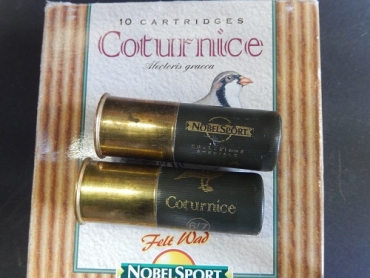 10 CARTRIDGES
Coturnice
Alectoris graeca
NOBELSPORT
Coturnice
Felt Wad
NOBELSPORT